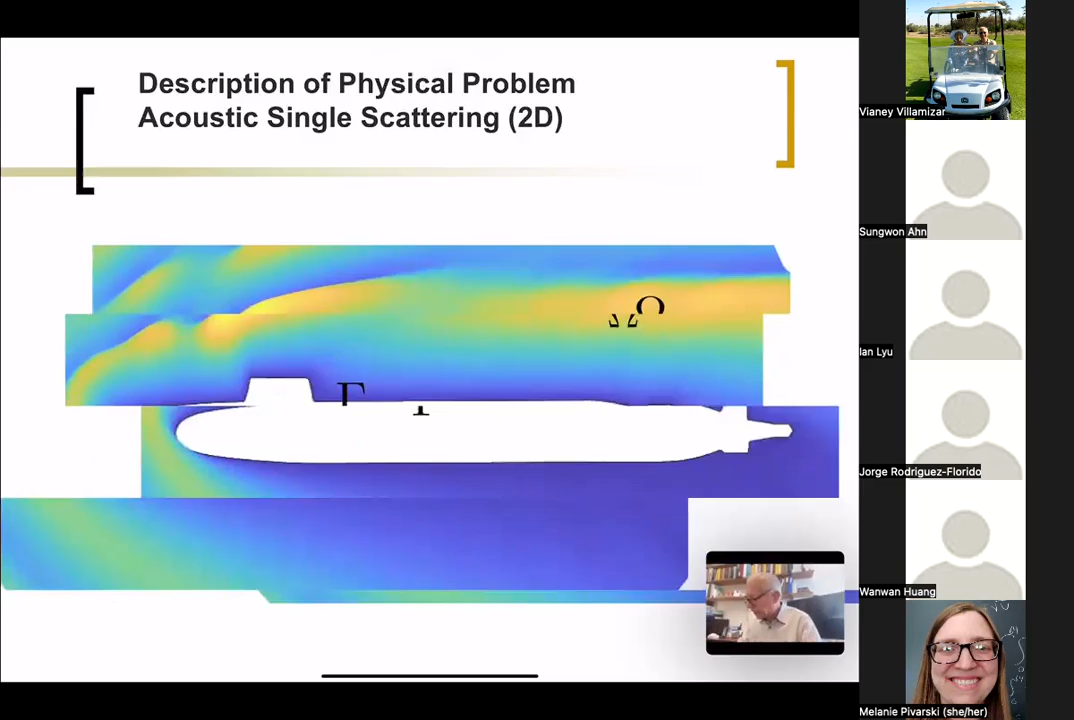 Description of Physical Problem
Acoustic Single Scattering (2D)
Vianey Villamizar
Sungwon Ahn
Ian Lyu
Jorge Rodriguez-Florido
Wanwan Huang
Melanie Pivarski (she/her)